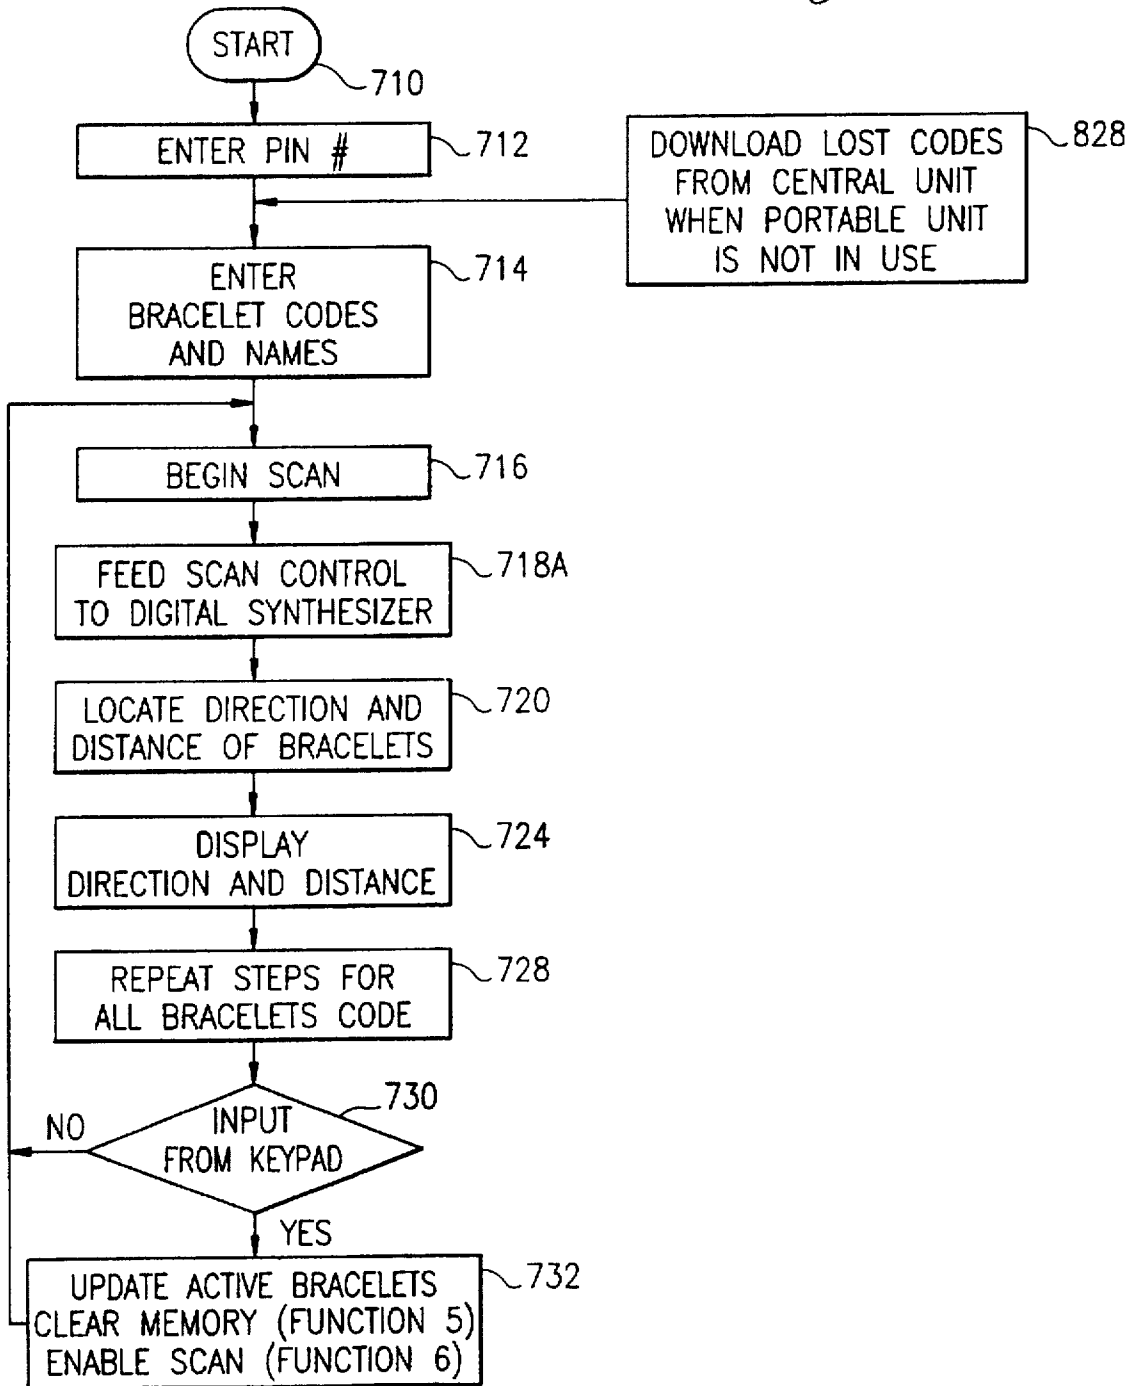 START
710
ENTER PIN #
712
DOWNLOAD LOST CODES
FROM CENTRAL UNIT
WHEN PORTABLE UNIT
IS NOT IN USE
828
ENTER
BRACELET CODES
AND NAMES
714
BEGIN SCAN
716
FEED SCAN CONTROL
TO DIGITAL SYNTHESIZER
718A
LOCATE DIRECTION AND
DISTANCE OF BRACELETS
720
DISPLAY
DIRECTION AND DISTANCE
724
REPEAT STEPS FOR
ALL BRACELETS CODE
728
INPUT
FROM KEYPAD
730
NO
YES
UPDATE ACTIVE BRACELETS
CLEAR MEMORY (FUNCTION 5)
ENABLE SCAN (FUNCTION 6)
732